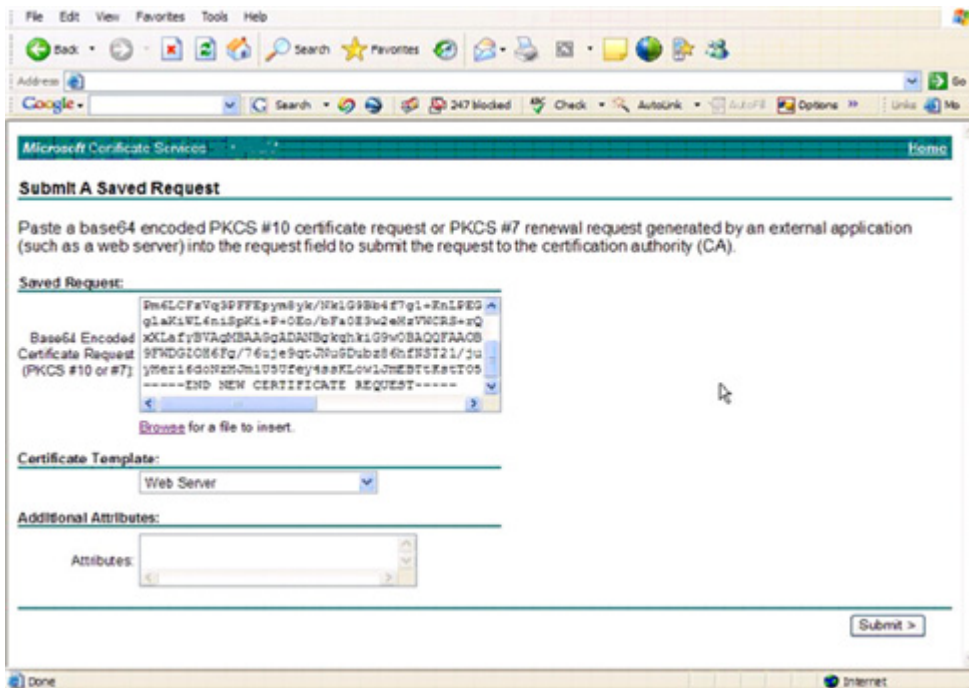 File Edit View Favorites Tools Help
Back Search Favorites
Address Go
Google Search 247 blocked Check AutoLink AutoFill Options Links
Microsoft Certificate Services Home
Submit A Saved Request
Paste a base64 encoded PKCS #10 certificate request or PKCS #7 renewal request generated by an external application
(such as a web server) into the request field to submit the request to the certification authority (CA).
Saved Request:
Base64 Encoded
Certificate Request
(PKCS #10 or #7):
-----END NEW CERTIFICATE REQUEST-----
Browse for a file to insert.
Certificate Template:
Web Server
Additional Attributes:
Attributes:
Submit >
Done Internet